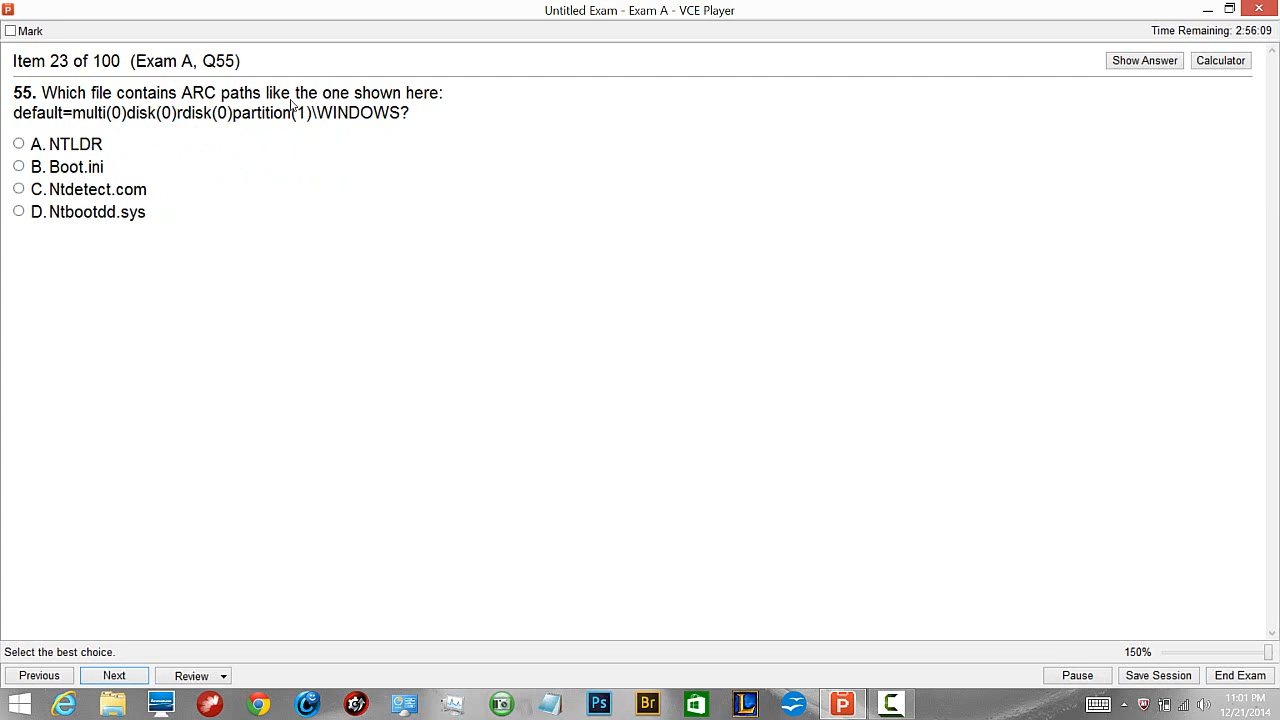 Untitled Exam - Exam A - VCE Player
Mark
Time Remaining: 2:56:09
Item 23 of 100 (Exam A, Q55)
Show Answer
Calculator
55. Which file contains ARC paths like the one shown here:
default=multi(0)disk(0)rdisk(0)partition(1)\WINDOWS?
A. NTLDR
B. Boot.ini
C. Ntdetect.com
D. Ntbootdd.sys
Select the best choice.
150%
Previous
Next
Review
Pause
Save Session
End Exam
Ps
Br
L
P
C
11:01 PM
12/21/2014